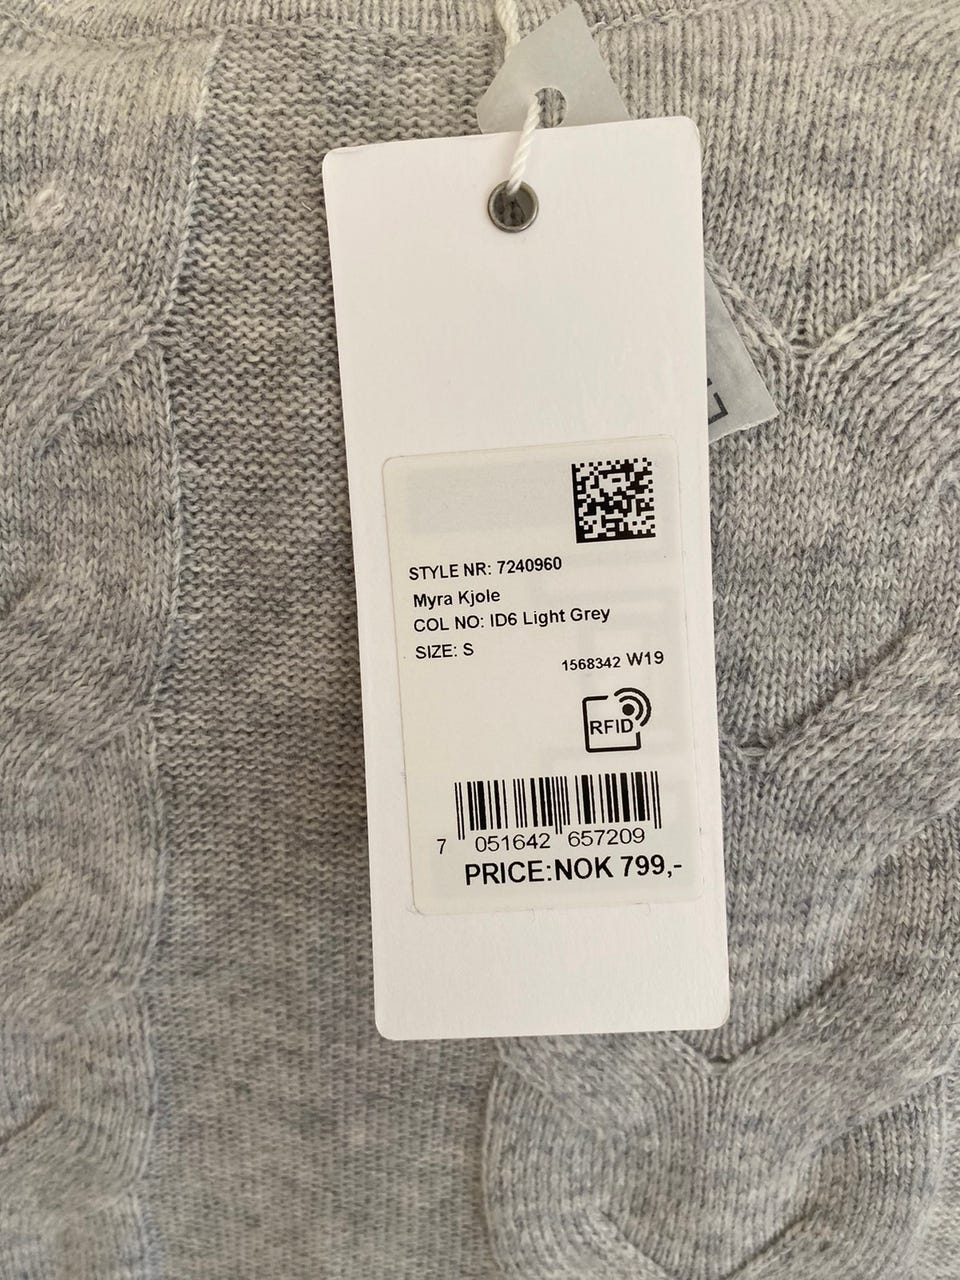 STYLE NR: 7240960
Myra Kjole
COL NO: ID6 Light Grey
SIZE: S
1568342 W19
RFID
7 051642 657209
PRICE:NOK 799,-